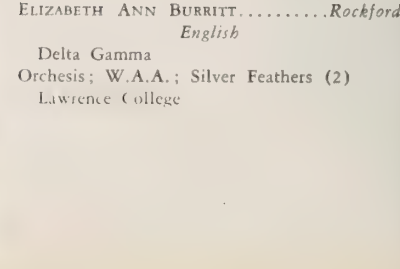 ELIZABETH ANN BURRITT..........Rockford
English
Delta Gamma
Orchesis; W.A.A.; Silver Feathers (2)
Lawrence College